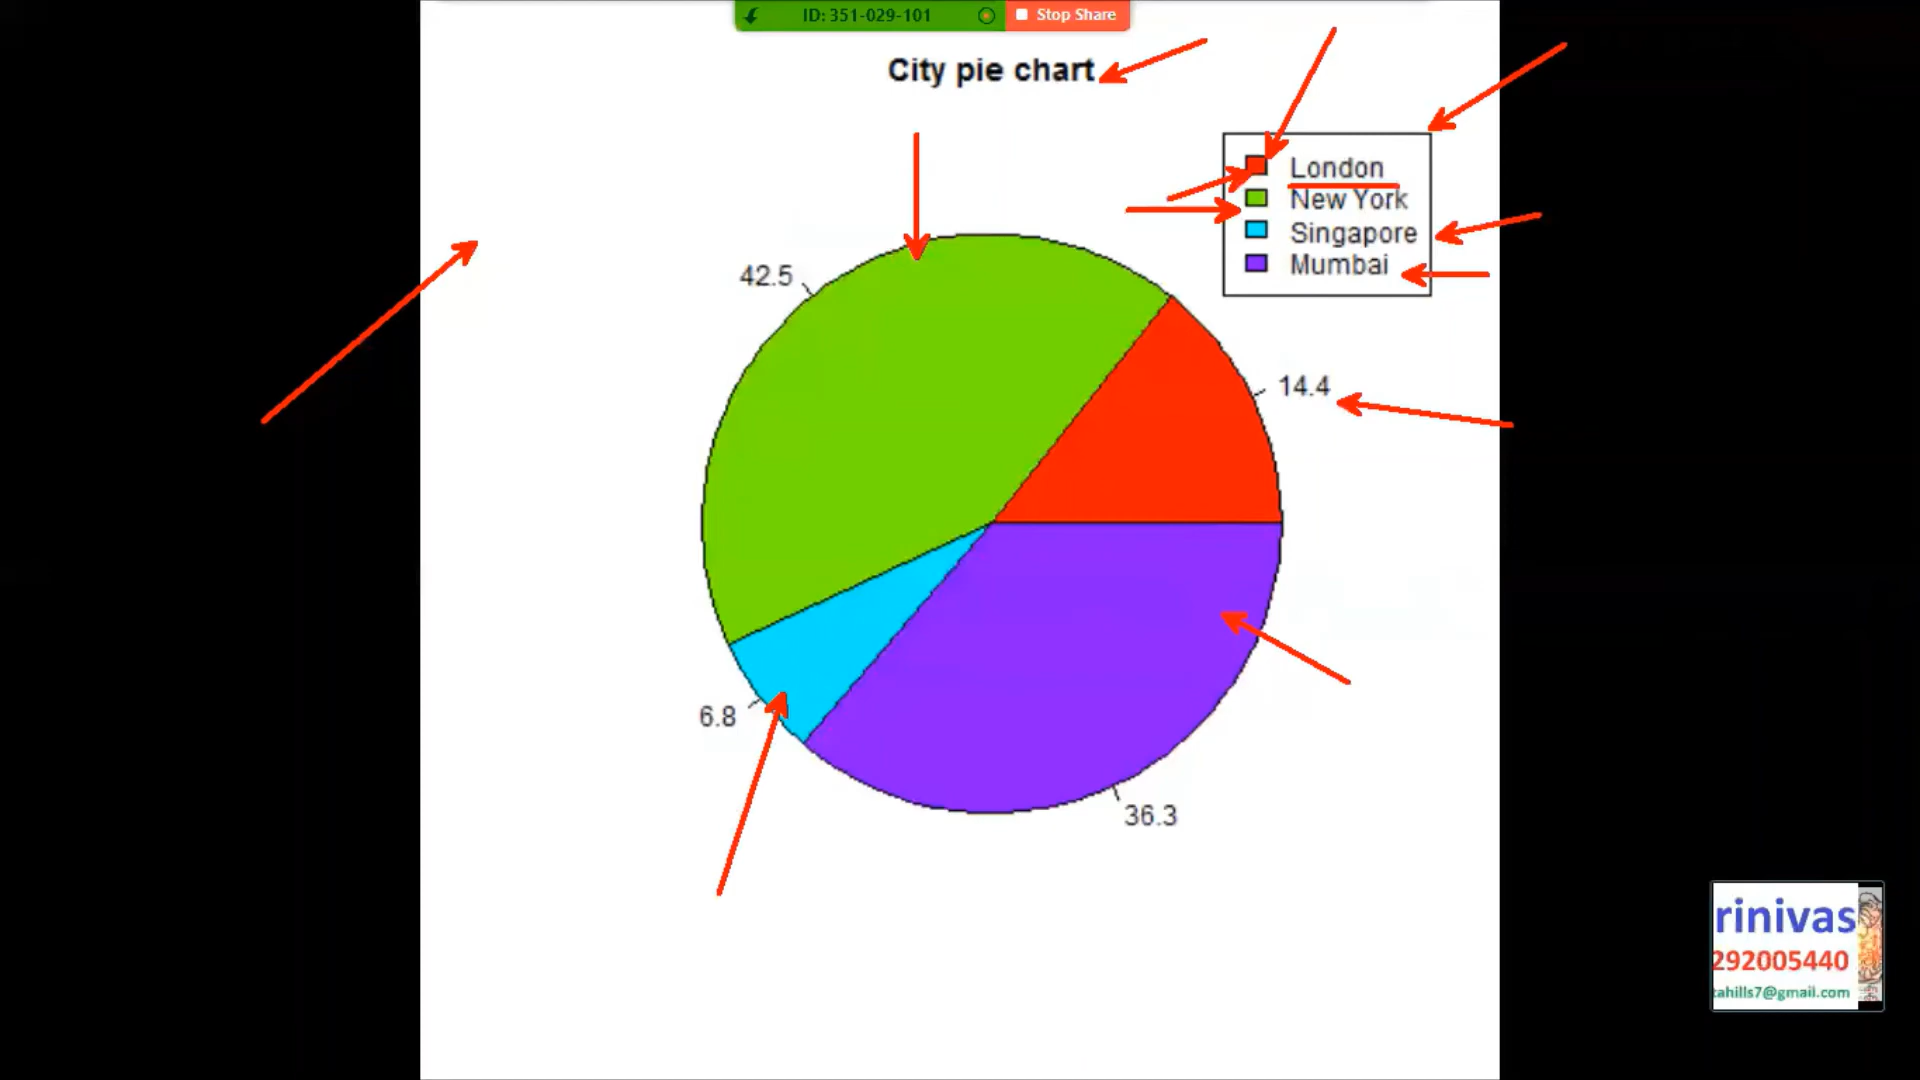 ID: 351-029-101 Stop Share
City pie chart
London
New York
Singapore
Mumbai
42.5
14.4
6.8
36.3
rinivas
292005440
tahills7@gmail.com